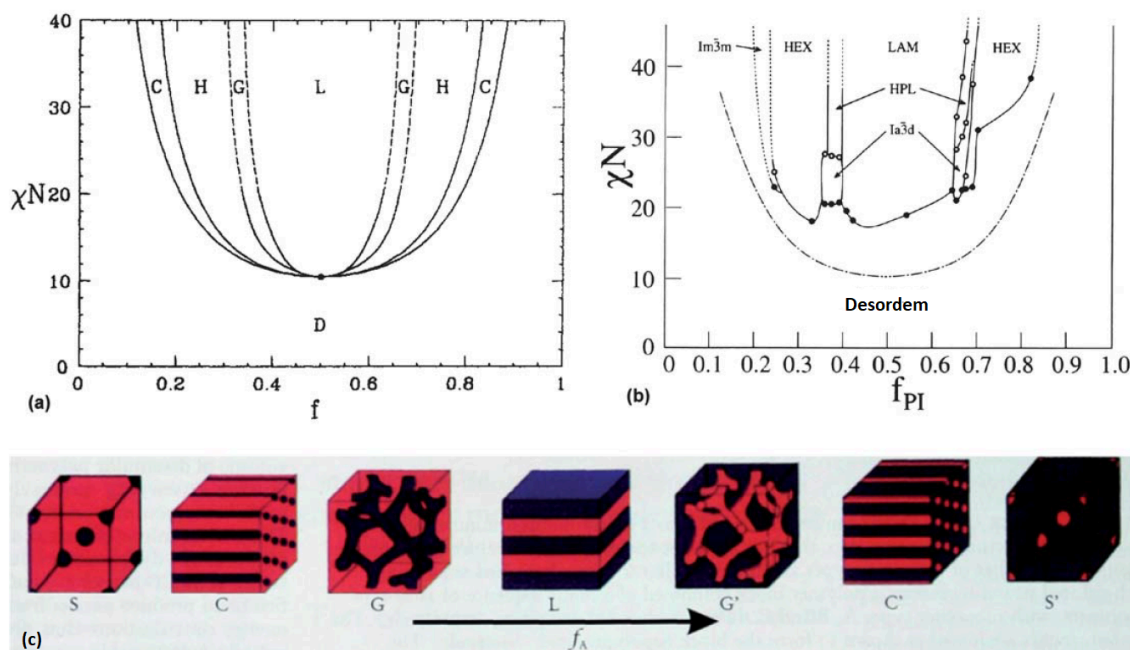 40
30
χN 20
10
0
C H G L G H C
D
0 0.2 0.4 0.6 0.8 1
f
(a)
40
30
χN
20
10
0
Im3̄m HEX LAM HEX
HPL
Ia3̄d
Desordem
0 0.1 0.2 0.3 0.4 0.5 0.6 0.7 0.8 0.9 1.0
f_PI
(b)
S C G L G' C' S'
f_A
(c)